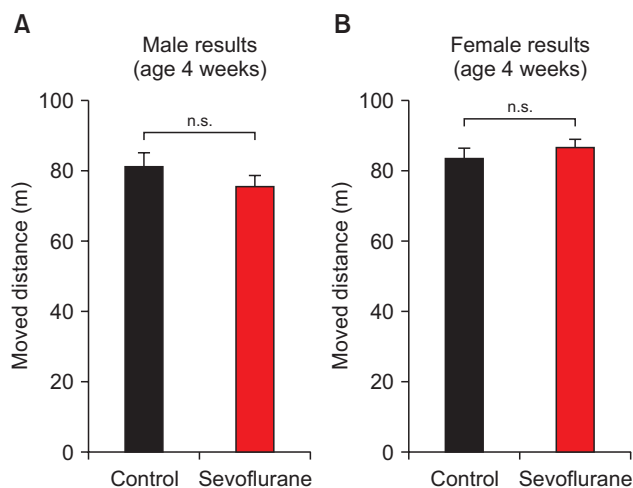 A
Male results
(age 4 weeks)
100
80
60
40
20
0
Moved distance (m)
n.s.
Control
Sevoflurane
B
Female results
(age 4 weeks)
100
80
60
40
20
0
Moved distance (m)
n.s.
Control
Sevoflurane